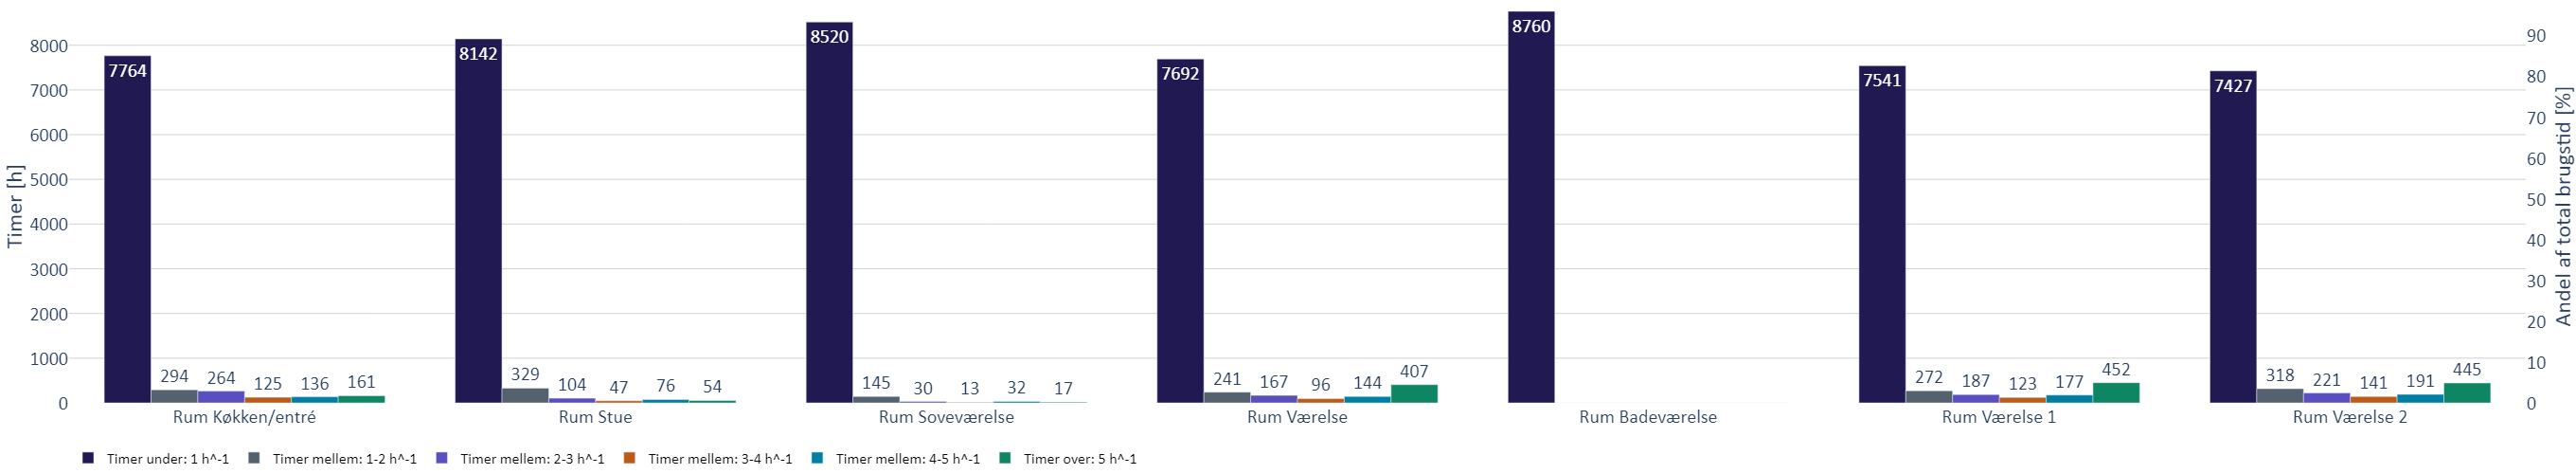 Timer [h]
8000
7000
6000
5000
4000
3000
2000
1000
0
7764 294 264 125 136 161
8142 329 104 47 76 54
8520 145 30 13 32 17
7692 241 167 96 144 407
8760
7541 272 187 123 177 452
7427 318 221 141 191 445
90
80
70
60
50
40
30
20
10
0
Andel af total brugstid [%]
Rum Køkken/entré Rum Stue Rum Soveværelse Rum Værelse Rum Badeværelse Rum Værelse 1 Rum Værelse 2
Timer under: 1 h^-1 Timer mellem: 1-2 h^-1 Timer mellem: 2-3 h^-1 Timer mellem: 3-4 h^-1 Timer mellem: 4-5 h^-1 Timer over: 5 h^-1